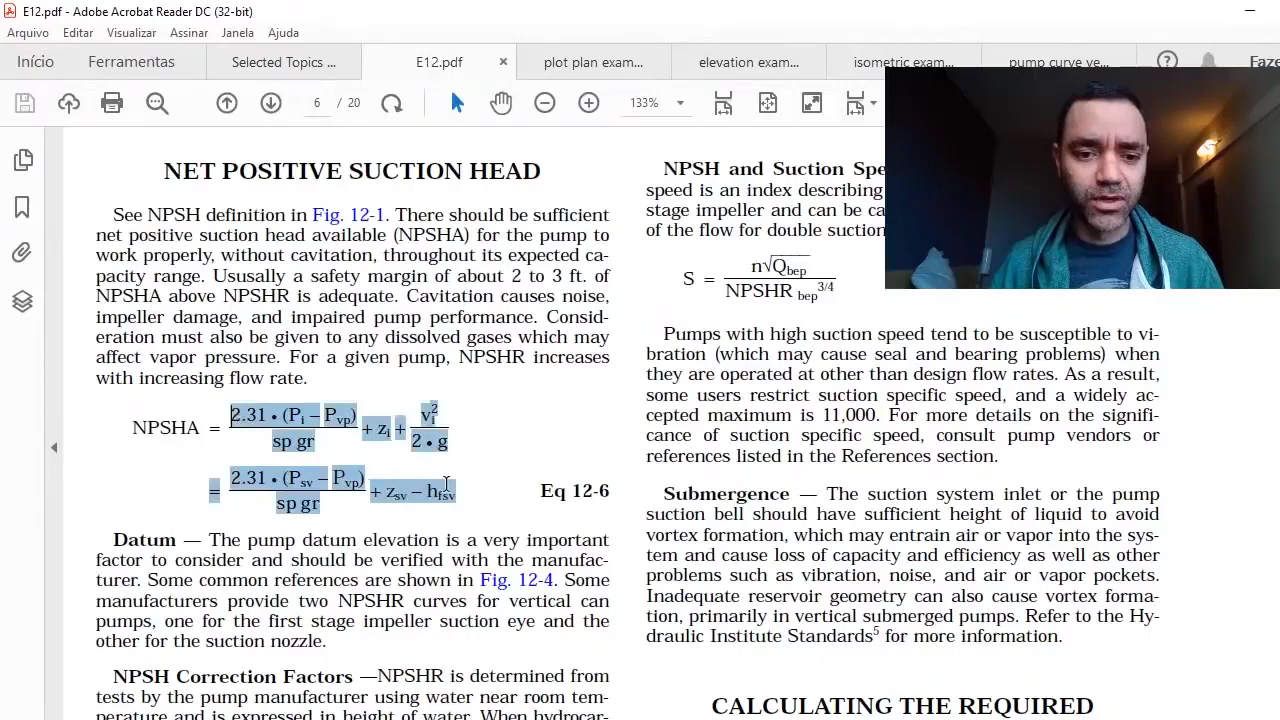 E12.pdf - Adobe Acrobat Reader DC (32-bit)
Arquivo Editar Visualizar Assinar Janela Ajuda
Início Ferramentas Selected Topics ... E12.pdf × plot plan exam... elevation exam... isometric exam... pump curve ve... Faze
6 / 20 133%
NET POSITIVE SUCTION HEAD
See NPSH definition in Fig. 12-1. There should be sufficient
net positive suction head available (NPSHA) for the pump to
work properly, without cavitation, throughout its expected ca-
pacity range. Ususally a safety margin of about 2 to 3 ft. of
NPSHA above NPSHR is adequate. Cavitation causes noise,
impeller damage, and impaired pump performance. Consid-
eration must also be given to any dissolved gases which may
affect vapor pressure. For a given pump, NPSHR increases
with increasing flow rate.
NPSHA = 2.31 • (Pi – Pvp) / sp gr + zi + vi² / 2 • g
= 2.31 • (Psv – Pvp) / sp gr + zsv – hfsv Eq 12-6
Datum — The pump datum elevation is a very important
factor to consider and should be verified with the manufac-
turer. Some common references are shown in Fig. 12-4. Some
manufacturers provide two NPSHR curves for vertical can
pumps, one for the first stage impeller suction eye and the
other for the suction nozzle.
NPSH Correction Factors —NPSHR is determined from
tests by the pump manufacturer using water near room tem-
perature and is expressed in height of water. When hydrocar-
NPSH and Suction Spe
speed is an index describing
stage impeller and can be ca
of the flow for double suction
S = n√Qbep / NPSHR bep 3/4
Pumps with high suction speed tend to be susceptible to vi-
bration (which may cause seal and bearing problems) when
they are operated at other than design flow rates. As a result,
some users restrict suction specific speed, and a widely ac-
cepted maximum is 11,000. For more details on the signifi-
cance of suction specific speed, consult pump vendors or
references listed in the References section.
Submergence — The suction system inlet or the pump
suction bell should have sufficient height of liquid to avoid
vortex formation, which may entrain air or vapor into the sys-
tem and cause loss of capacity and efficiency as well as other
problems such as vibration, noise, and air or vapor pockets.
Inadequate reservoir geometry can also cause vortex forma-
tion, primarily in vertical submerged pumps. Refer to the Hy-
draulic Institute Standards5 for more information.
CALCULATING THE REQUIRED